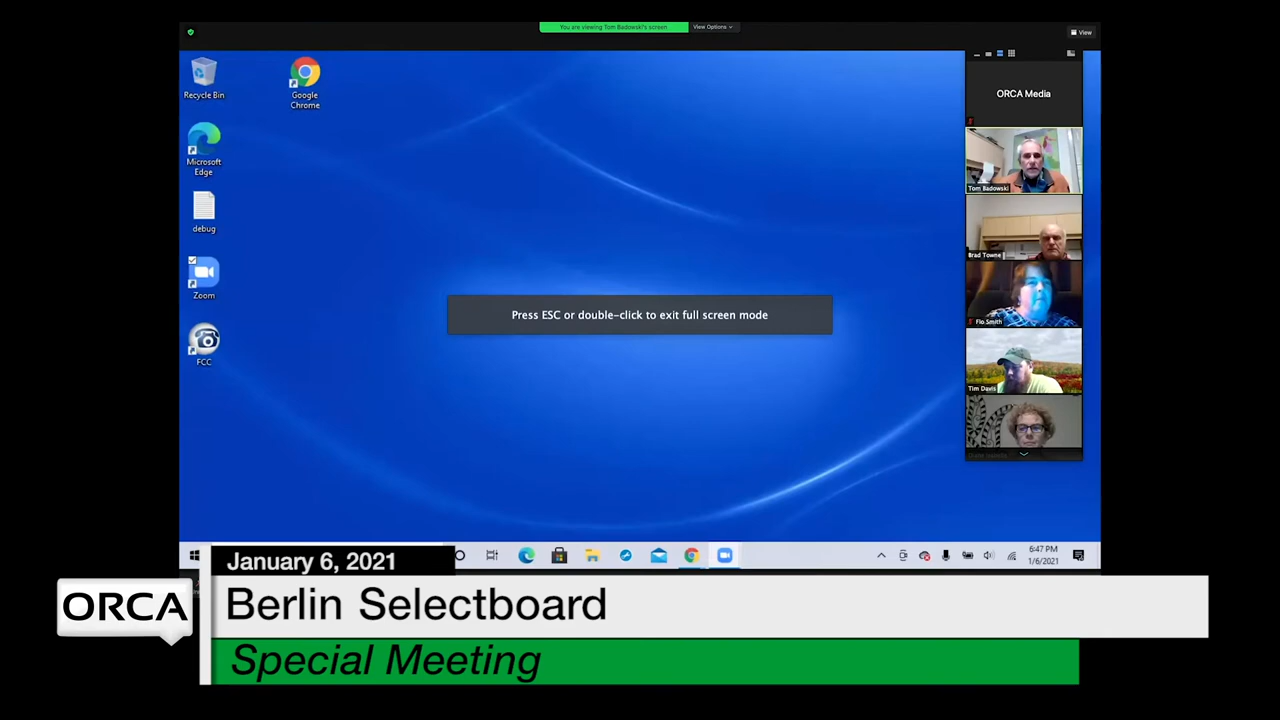 You are viewing Tom Badowski's screen
View Options
View
Recycle Bin
Google
Chrome
ORCA Media
Microsoft
Edge
Tom Badowski
debug
Brad Towne
Zoom
Press ESC or double-click to exit full screen mode
Flo Smith
FCC
Tim Davis
6:47 PM
1/6/2021
January 6, 2021
ORCA
Berlin Selectboard
Special Meeting